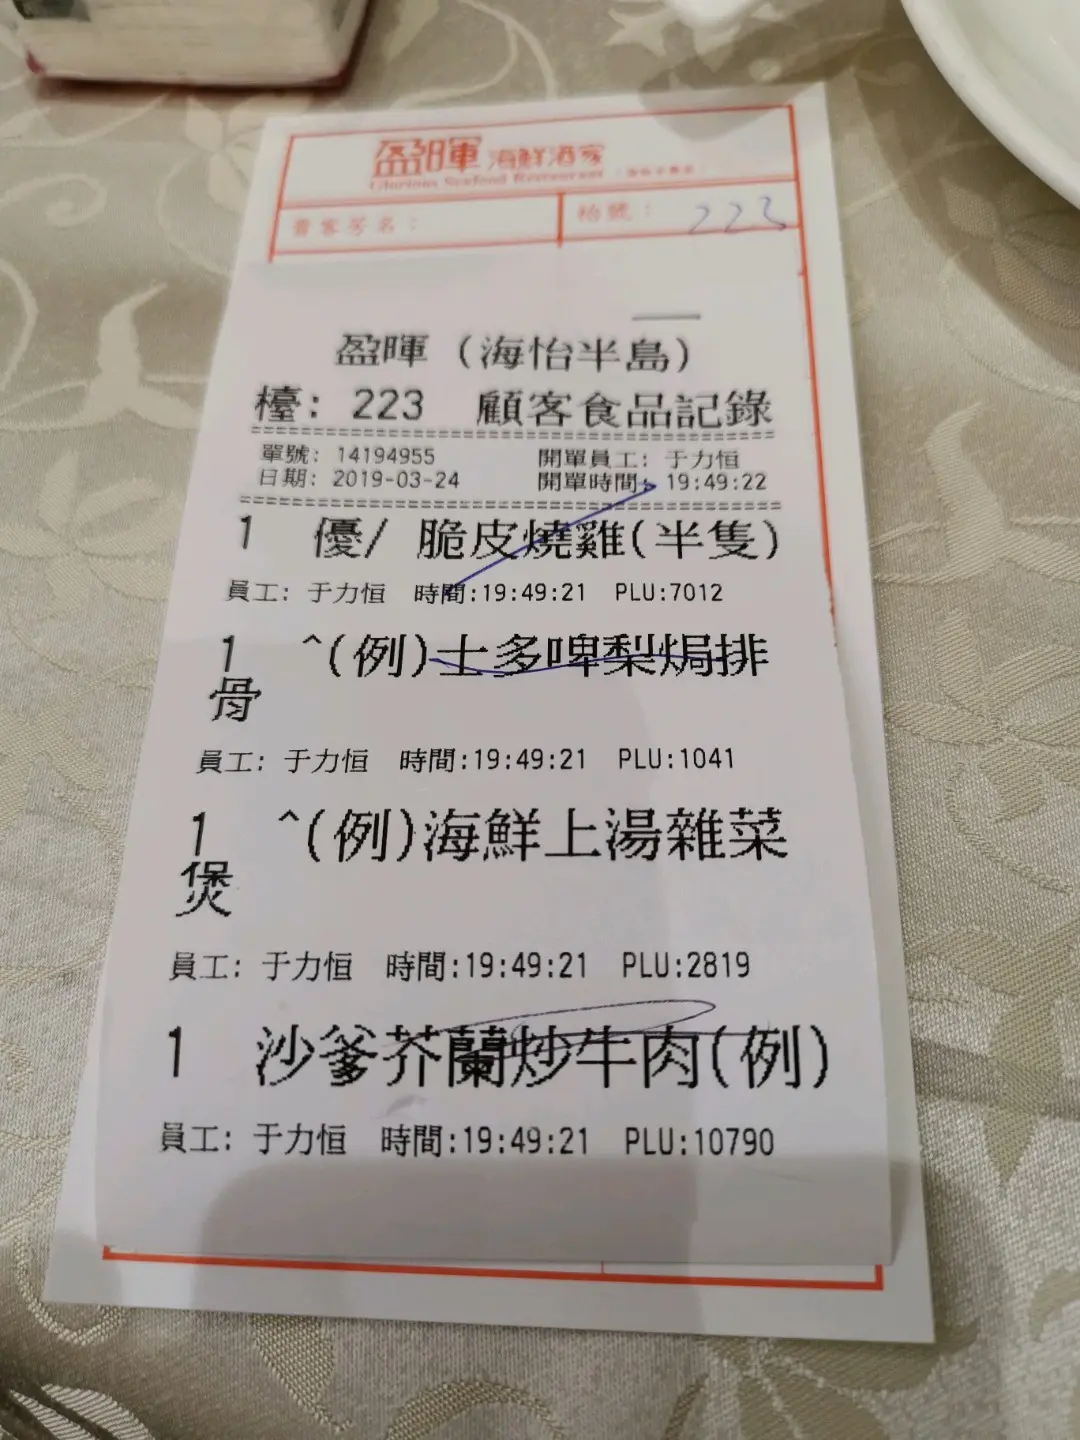 盈暉 海鮮酒家
Glorious Seafood Restaurant
貴客芳名：
枱號： 223
盈暉（海怡半島）
檯: 223 顧客食品記錄
單號: 14194955 開單員工: 于力恒
日期: 2019-03-24 開單時間: 19:49:22
1 優/ 脆皮燒雞(半隻)
員工: 于力恒 時間:19:49:21 PLU:7012
1 ^(例)士多啤梨焗排
骨
員工: 于力恒 時間:19:49:21 PLU:1041
1 ^(例)海鮮上湯雜菜
煲
員工: 于力恒 時間:19:49:21 PLU:2819
1 沙爹芥蘭炒牛肉(例)
員工: 于力恒 時間:19:49:21 PLU:10790